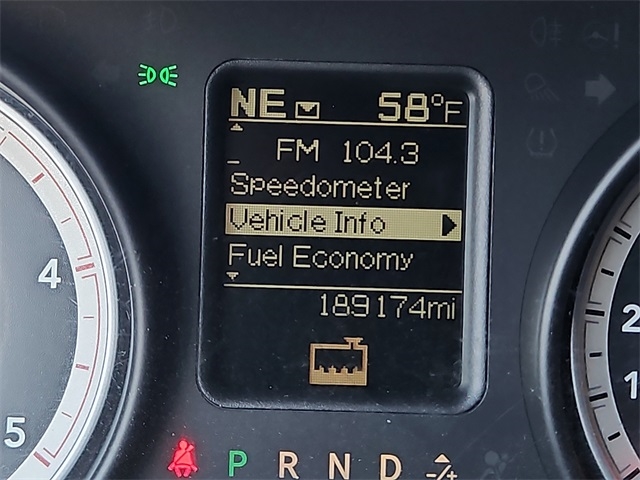 NE 58°F
FM 104.3
Speedometer
Vehicle Info
Fuel Economy
189174mi
4
5
2
1
P R N D -/+